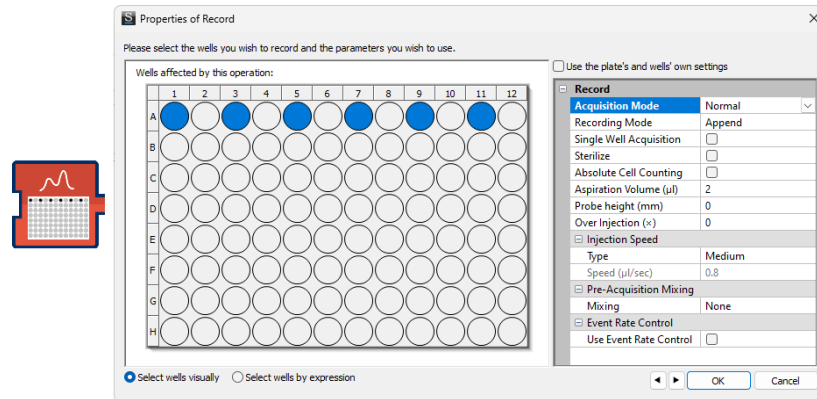 S Properties of Record
Please select the wells you wish to record and the parameters you wish to use.
Wells affected by this operation:
1 2 3 4 5 6 7 8 9 10 11 12
A
B
C
D
E
F
G
H
Select wells visually Select wells by expression
Use the plate's and wells' own settings
Record
Acquisition Mode Normal
Recording Mode Append
Single Well Acquisition
Sterilize
Absolute Cell Counting
Aspiration Volume (µl) 2
Probe height (mm) 0
Over Injection (×) 0
Injection Speed
Type Medium
Speed (µl/sec) 0.8
Pre-Acquisition Mixing
Mixing None
Event Rate Control
Use Event Rate Control
OK Cancel